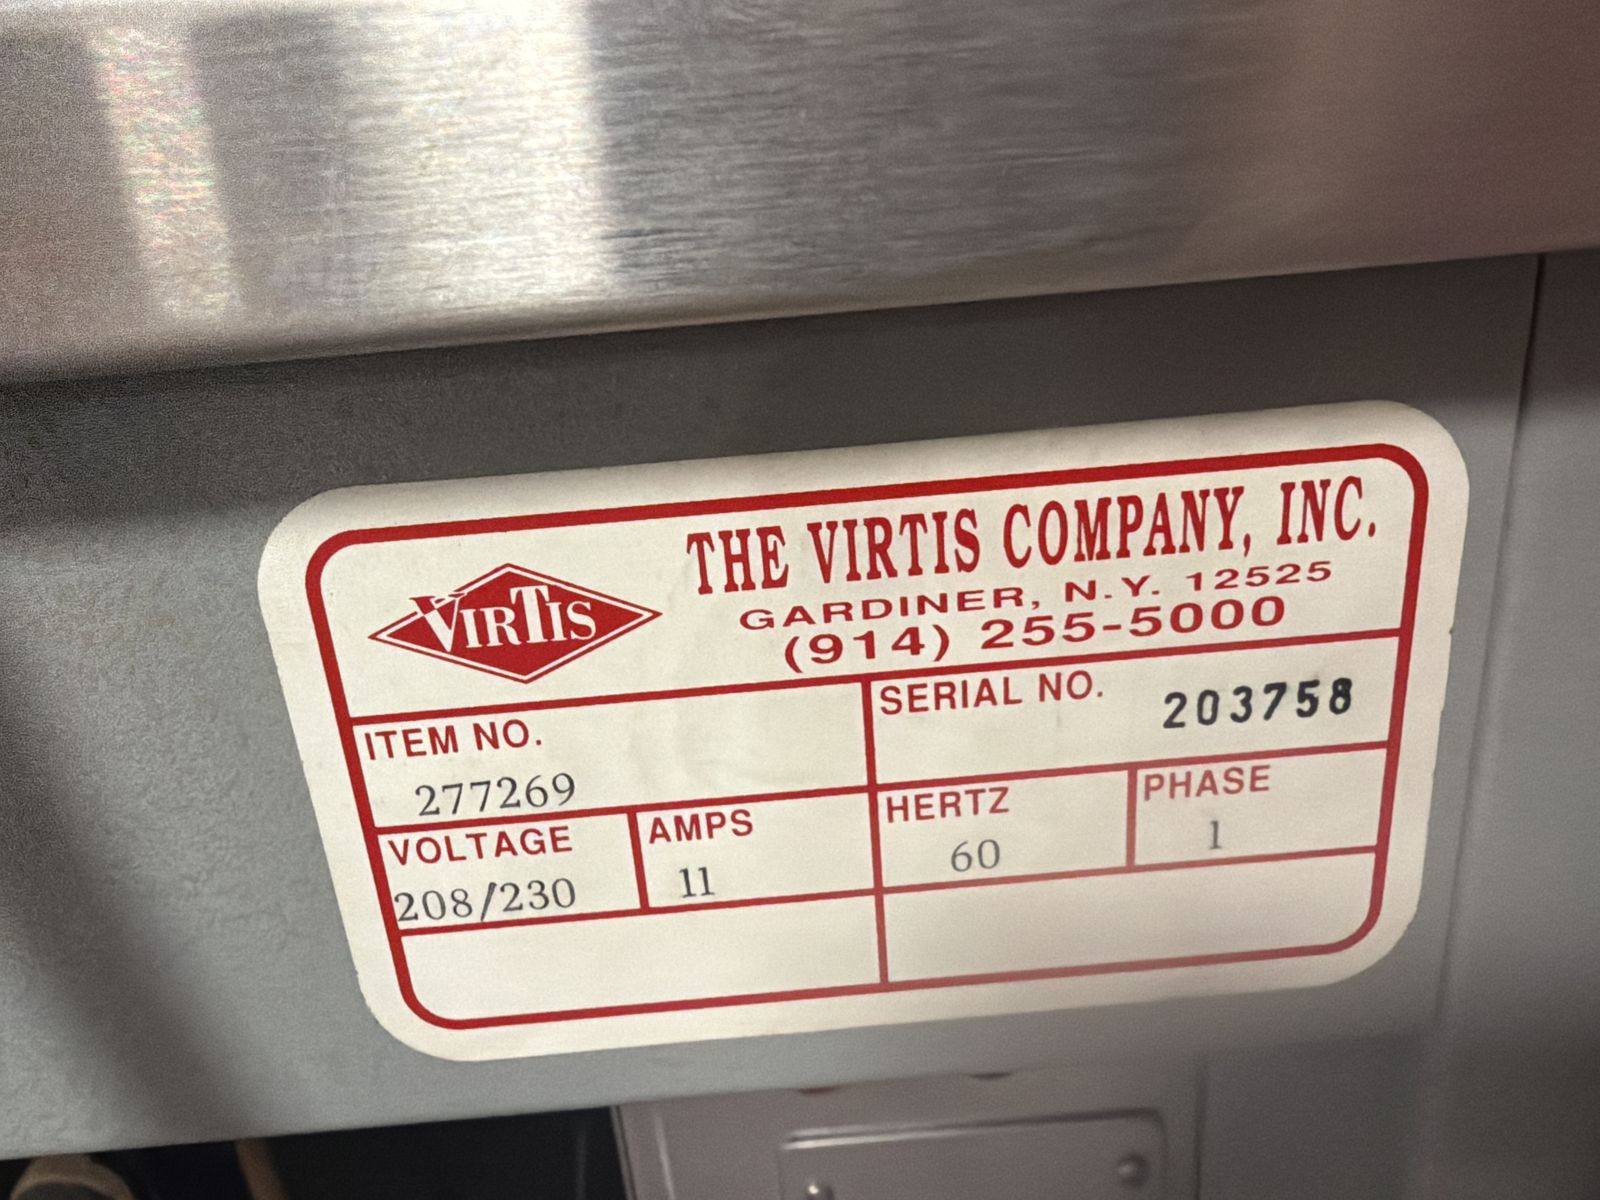 VIRTIS
THE VIRTIS COMPANY, INC.
GARDINER, N.Y. 12525
(914) 255-5000
ITEM NO.
277269
SERIAL NO. 203758
VOLTAGE
208/230
AMPS
11
HERTZ
60
PHASE
1